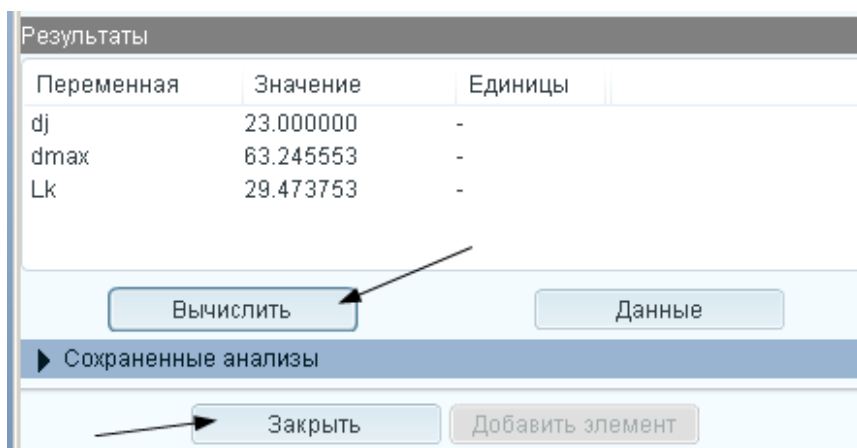 Результаты
Переменная Значение Единицы
dj 23.000000 -
dmax 63.245553 -
Lk 29.473753 -
Вычислить Данные
Сохраненные анализы
Закрыть Добавить элемент